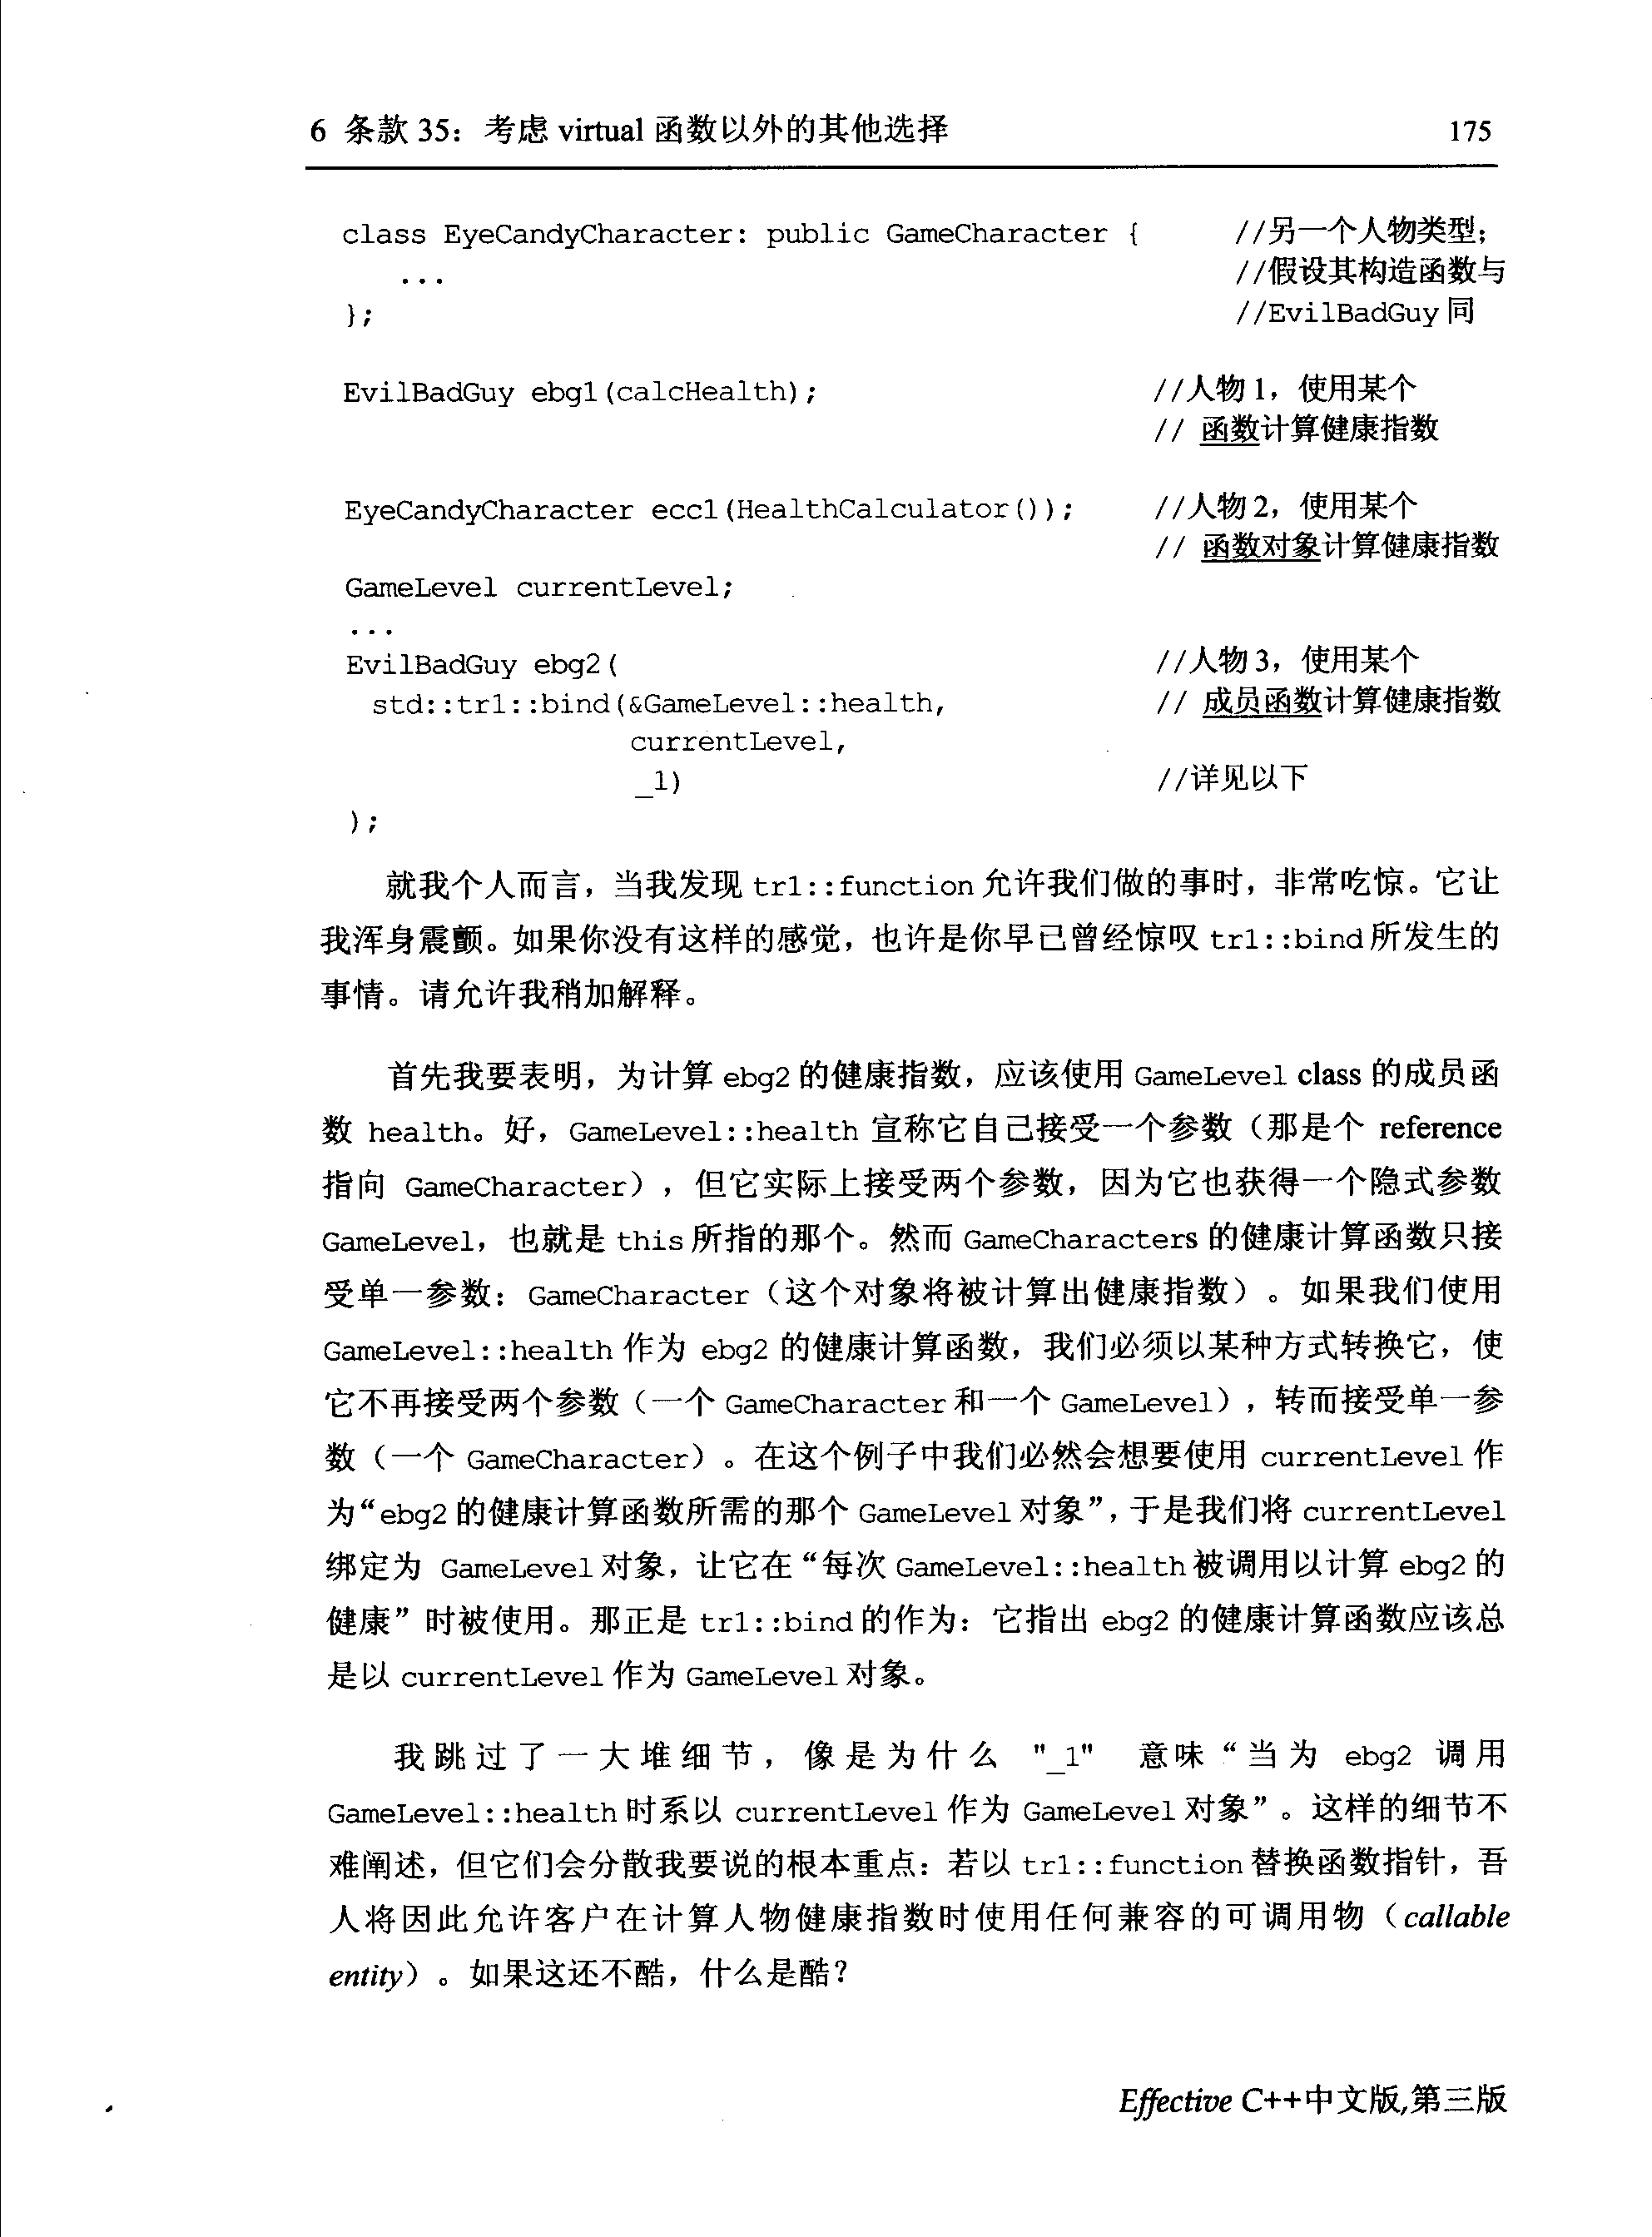 6 条款 35：考虑 virtual 函数以外的其他选择 175
class EyeCandyCharacter: public GameCharacter { //另一个人物类型；
... //假设其构造函数与
}; //EvilBadGuy 同
EvilBadGuy ebg1(calcHealth); //人物 1，使用某个
// 函数计算健康指数
EyeCandyCharacter ecc1(HealthCalculator()); //人物 2，使用某个
// 函数对象计算健康指数
GameLevel currentLevel;
...
EvilBadGuy ebg2( //人物 3，使用某个
std::tr1::bind(&GameLevel::health, // 成员函数计算健康指数
currentLevel,
_1) //详见以下
);
就我个人而言，当我发现 tr1::function 允许我们做的事时，非常吃惊。它让
我浑身震颤。如果你没有这样的感觉，也许是你早已曾经惊叹 tr1::bind 所发生的
事情。请允许我稍加解释。
首先我要表明，为计算 ebg2 的健康指数，应该使用 GameLevel class 的成员函
数 health。好，GameLevel::health 宣称它自己接受一个参数（那是个 reference
指向 GameCharacter），但它实际上接受两个参数，因为它也获得一个隐式参数
GameLevel，也就是 this 所指的那个。然而 GameCharacters 的健康计算函数只接
受单一参数：GameCharacter（这个对象将被计算出健康指数）。如果我们使用
GameLevel::health 作为 ebg2 的健康计算函数，我们必须以某种方式转换它，使
它不再接受两个参数（一个 GameCharacter 和一个 GameLevel），转而接受单一参
数（一个 GameCharacter）。在这个例子中我们必然会想要使用 currentLevel 作
为“ebg2 的健康计算函数所需的那个 GameLevel 对象”，于是我们将 currentLevel
绑定为 GameLevel 对象，让它在“每次 GameLevel::health 被调用以计算 ebg2 的
健康”时被使用。那正是 tr1::bind 的作为：它指出 ebg2 的健康计算函数应该总
是以 currentLevel 作为 GameLevel 对象。
我跳过了一大堆细节，像是为什么 "_1" 意味“当为 ebg2 调用
GameLevel::health 时系以 currentLevel 作为 GameLevel 对象”。这样的细节不
难阐述，但它们会分散我要说的根本重点：若以 tr1::function 替换函数指针，吾
人将因此允许客户在计算人物健康指数时使用任何兼容的可调用物（callable
entity）。如果这还不酷，什么是酷？
Effective C++中文版,第三版